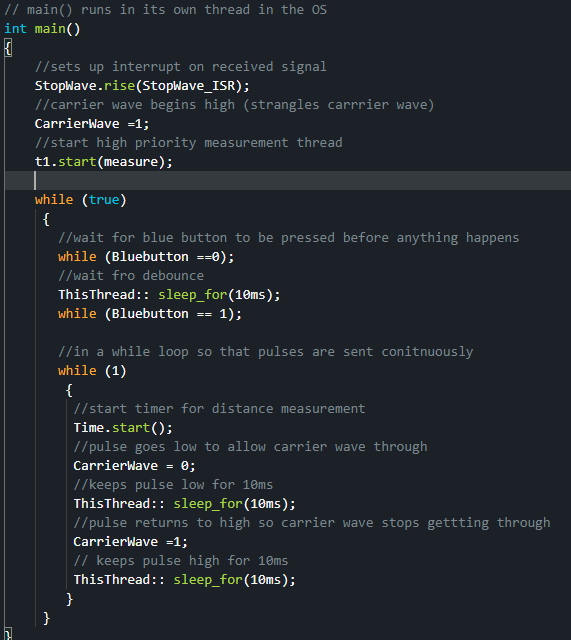 // main() runs in its own thread in the OS
int main()
{
//sets up interrupt on received signal
StopWave.rise(StopWave_ISR);
//carrier wave begins high (strangles carrrier wave)
CarrierWave =1;
//start high priority measurement thread
t1.start(measure);
while (true)
{
//wait for blue button to be pressed before anything happens
while (Bluebutton ==0);
//wait fro debounce
ThisThread:: sleep_for(10ms);
while (Bluebutton == 1);
//in a while loop so that pulses are sent conitnuously
while (1)
{
//start timer for distance measurement
Time.start();
//pulse goes low to allow carrier wave through
CarrierWave = 0;
//keeps pulse low for 10ms
ThisThread:: sleep_for(10ms);
//pulse returns to high so carrier wave stops gettting through
CarrierWave =1;
// keeps pulse high for 10ms
ThisThread:: sleep_for(10ms);
}
}
}